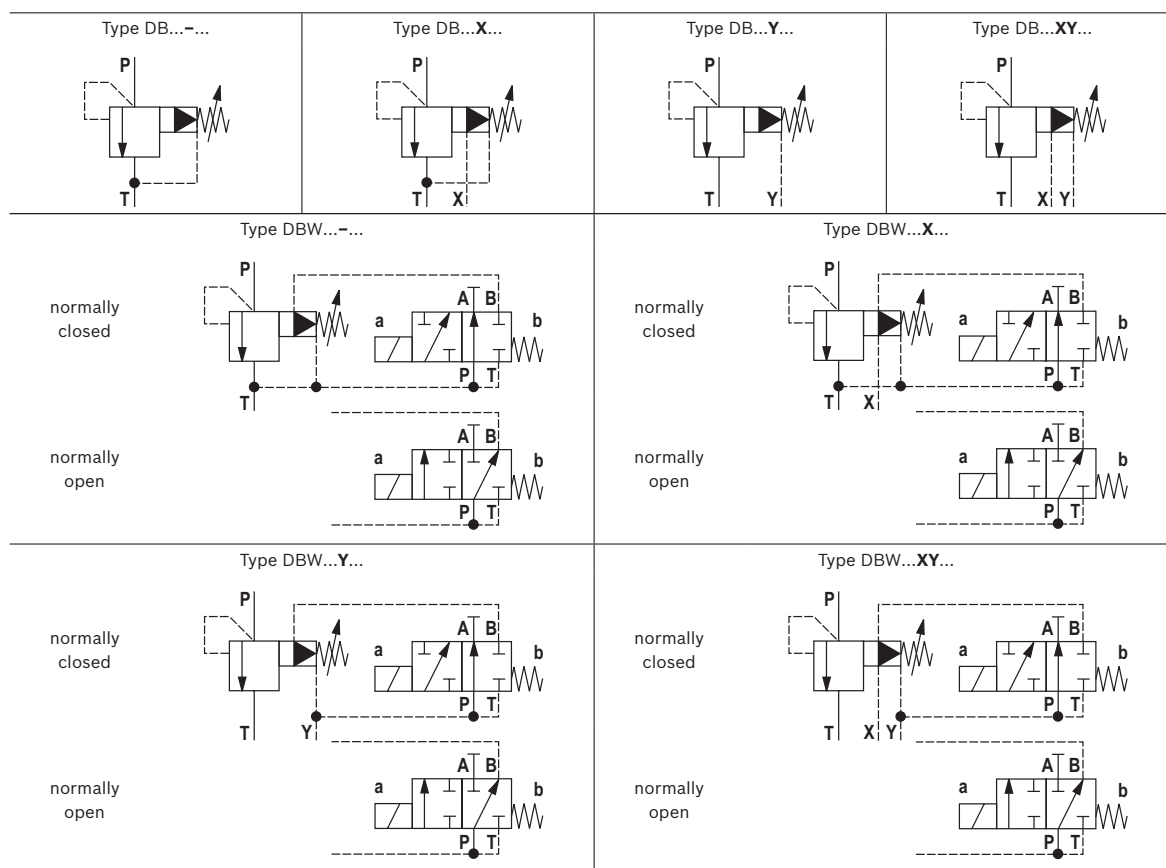 Type DB...–...
Type DB...X...
Type DB...Y...
Type DB...XY...
P
P
P
P
T
T X
T Y
T X Y
Type DBW...–...
Type DBW...X...
normally
closed
P
A B
a b
P T
T
normally
closed
P
A B
a b
P T
T X
normally
open
A B
a b
P T
normally
open
A B
a b
P T
Type DBW...Y...
Type DBW...XY...
normally
closed
P
A B
a b
P T
T Y
normally
closed
P
A B
a b
P T
T X Y
normally
open
A B
a b
P T
normally
open
A B
a b
P T